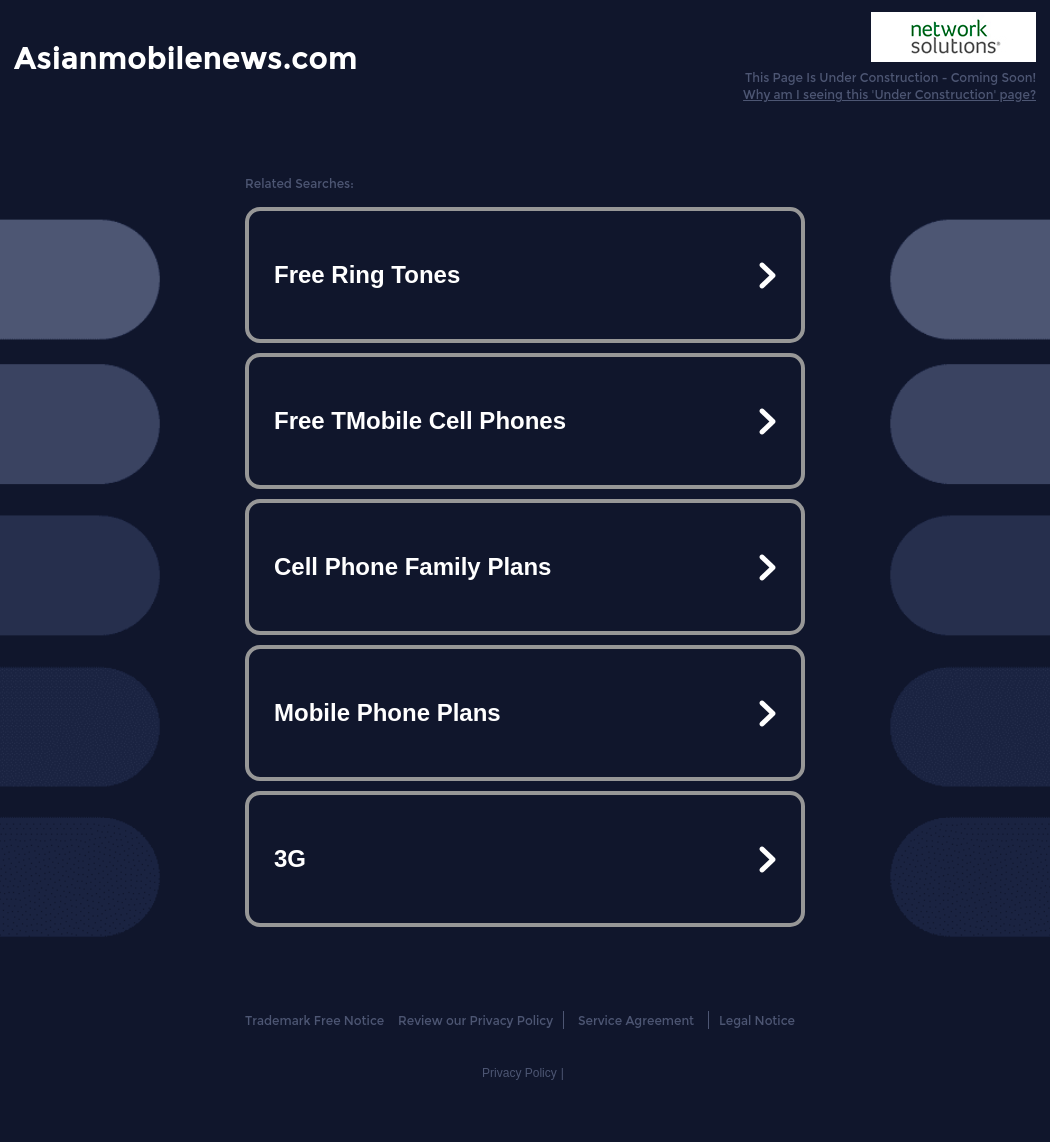 Asianmobilenews.com
network
solutions®
This Page Is Under Construction - Coming Soon!
Why am I seeing this 'Under Construction' page?
Related Searches:
Free Ring Tones
Free TMobile Cell Phones
Cell Phone Family Plans
Mobile Phone Plans
3G
Trademark Free Notice Review our Privacy Policy | Service Agreement | Legal Notice
Privacy Policy |